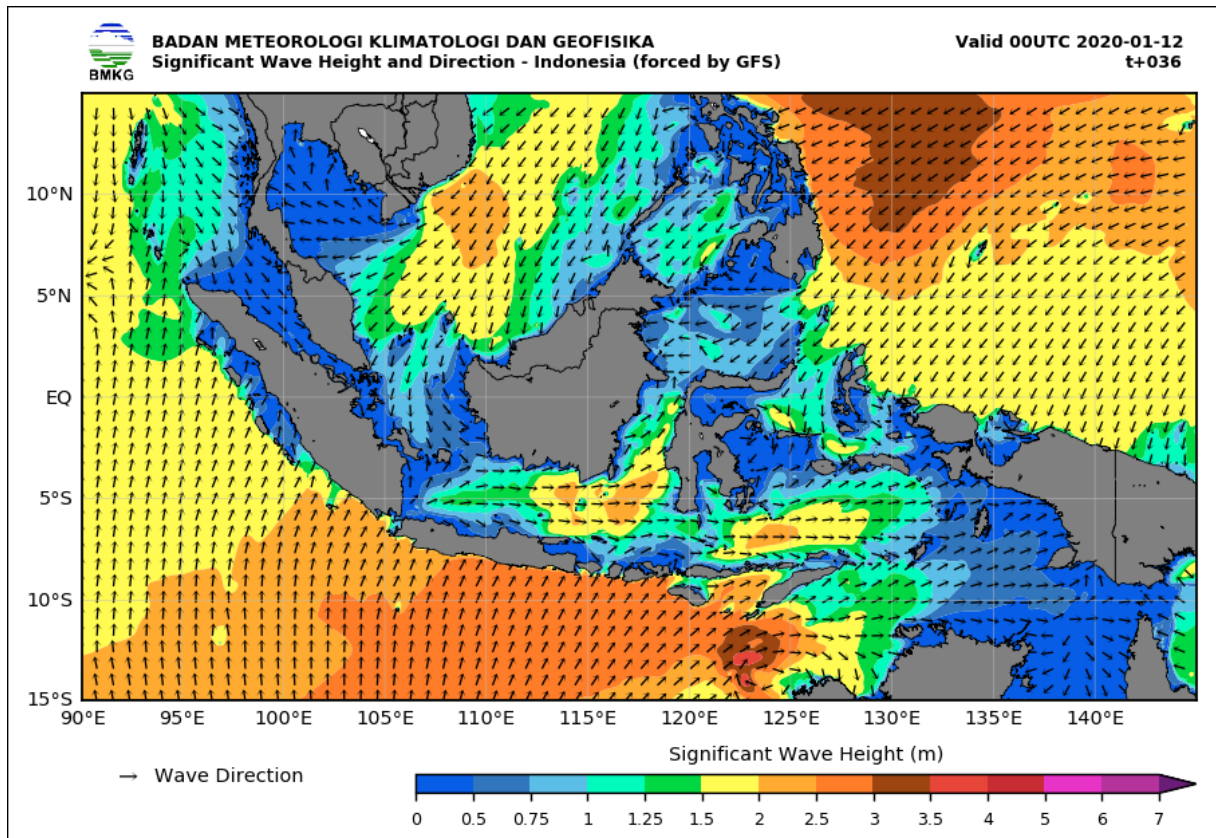 BMKG
BADAN METEOROLOGI KLIMATOLOGI DAN GEOFISIKA
Significant Wave Height and Direction - Indonesia (forced by GFS)
Valid 00UTC 2020-01-12
t+036
10°N
5°N
EQ
5°S
10°S
15°S
90°E 95°E 100°E 105°E 110°E 115°E 120°E 125°E 130°E 135°E 140°E
Wave Direction
Significant Wave Height (m)
0 0.5 0.75 1 1.25 1.5 2 2.5 3 3.5 4 5 6 7